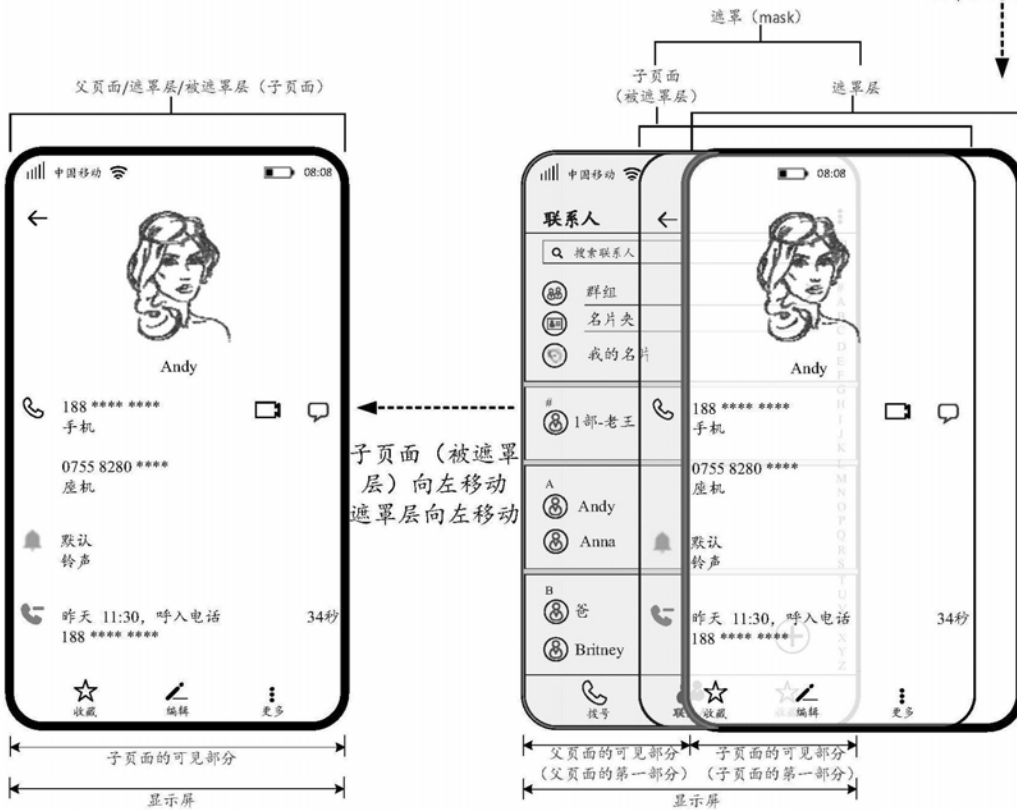 遮罩（mask）
父页面/遮罩层/被遮罩层（子页面）
子页面
（被遮罩层）
遮罩层
中国移动
08:08
Andy
188 **** ****
手机
0755 8280 ****
座机
默认
铃声
昨天 11:30，呼入电话
34秒
188 **** ****
收藏
编辑
更多
子页面的可见部分
显示屏
子页面（被遮罩
层）向左移动
遮罩层向左移动
中国移动
08:08
联系人
搜索联系人
群组
名片夹
我的名片
#
1部-老王
A
Andy
Anna
B
爸
Britney
拨号
Andy
188 **** ****
手机
0755 8280 ****
座机
默认
铃声
昨天 11:30，呼入电话
34秒
188 **** ****
收藏
编辑
更多
A
B
C
D
E
F
G
H
I
J
K
L
M
N
O
P
Q
R
S
T
U
V
X
Y
Z
父页面的可见部分
（父页面的第一部分）
子页面的可见部分
（子页面的第一部分）
显示屏